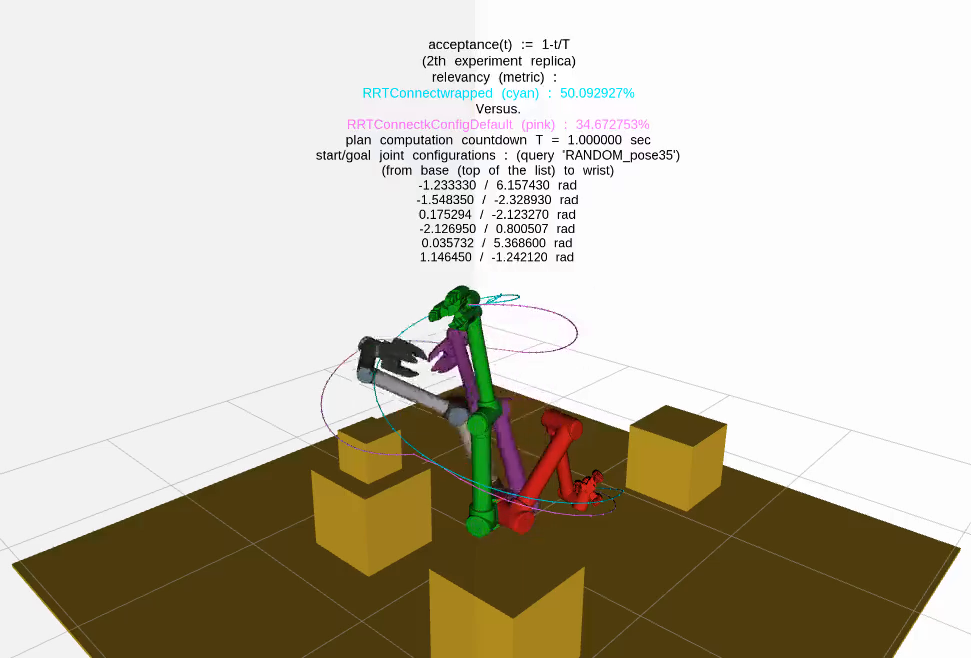 acceptance(t) := 1-t/T
(2th experiment replica)
relevancy (metric) :
RRTConnectwrapped (cyan) : 50.092927%
Versus.
RRTConnectkConfigDefault (pink) : 34.672753%
plan computation countdown T = 1.000000 sec
start/goal joint configurations : (query 'RANDOM_pose35')
(from base (top of the list) to wrist)
-1.233330 / 6.157430 rad
-1.548350 / -2.328930 rad
0.175294 / -2.123270 rad
-2.126950 / 0.800507 rad
0.035732 / 5.368600 rad
1.146450 / -1.242120 rad